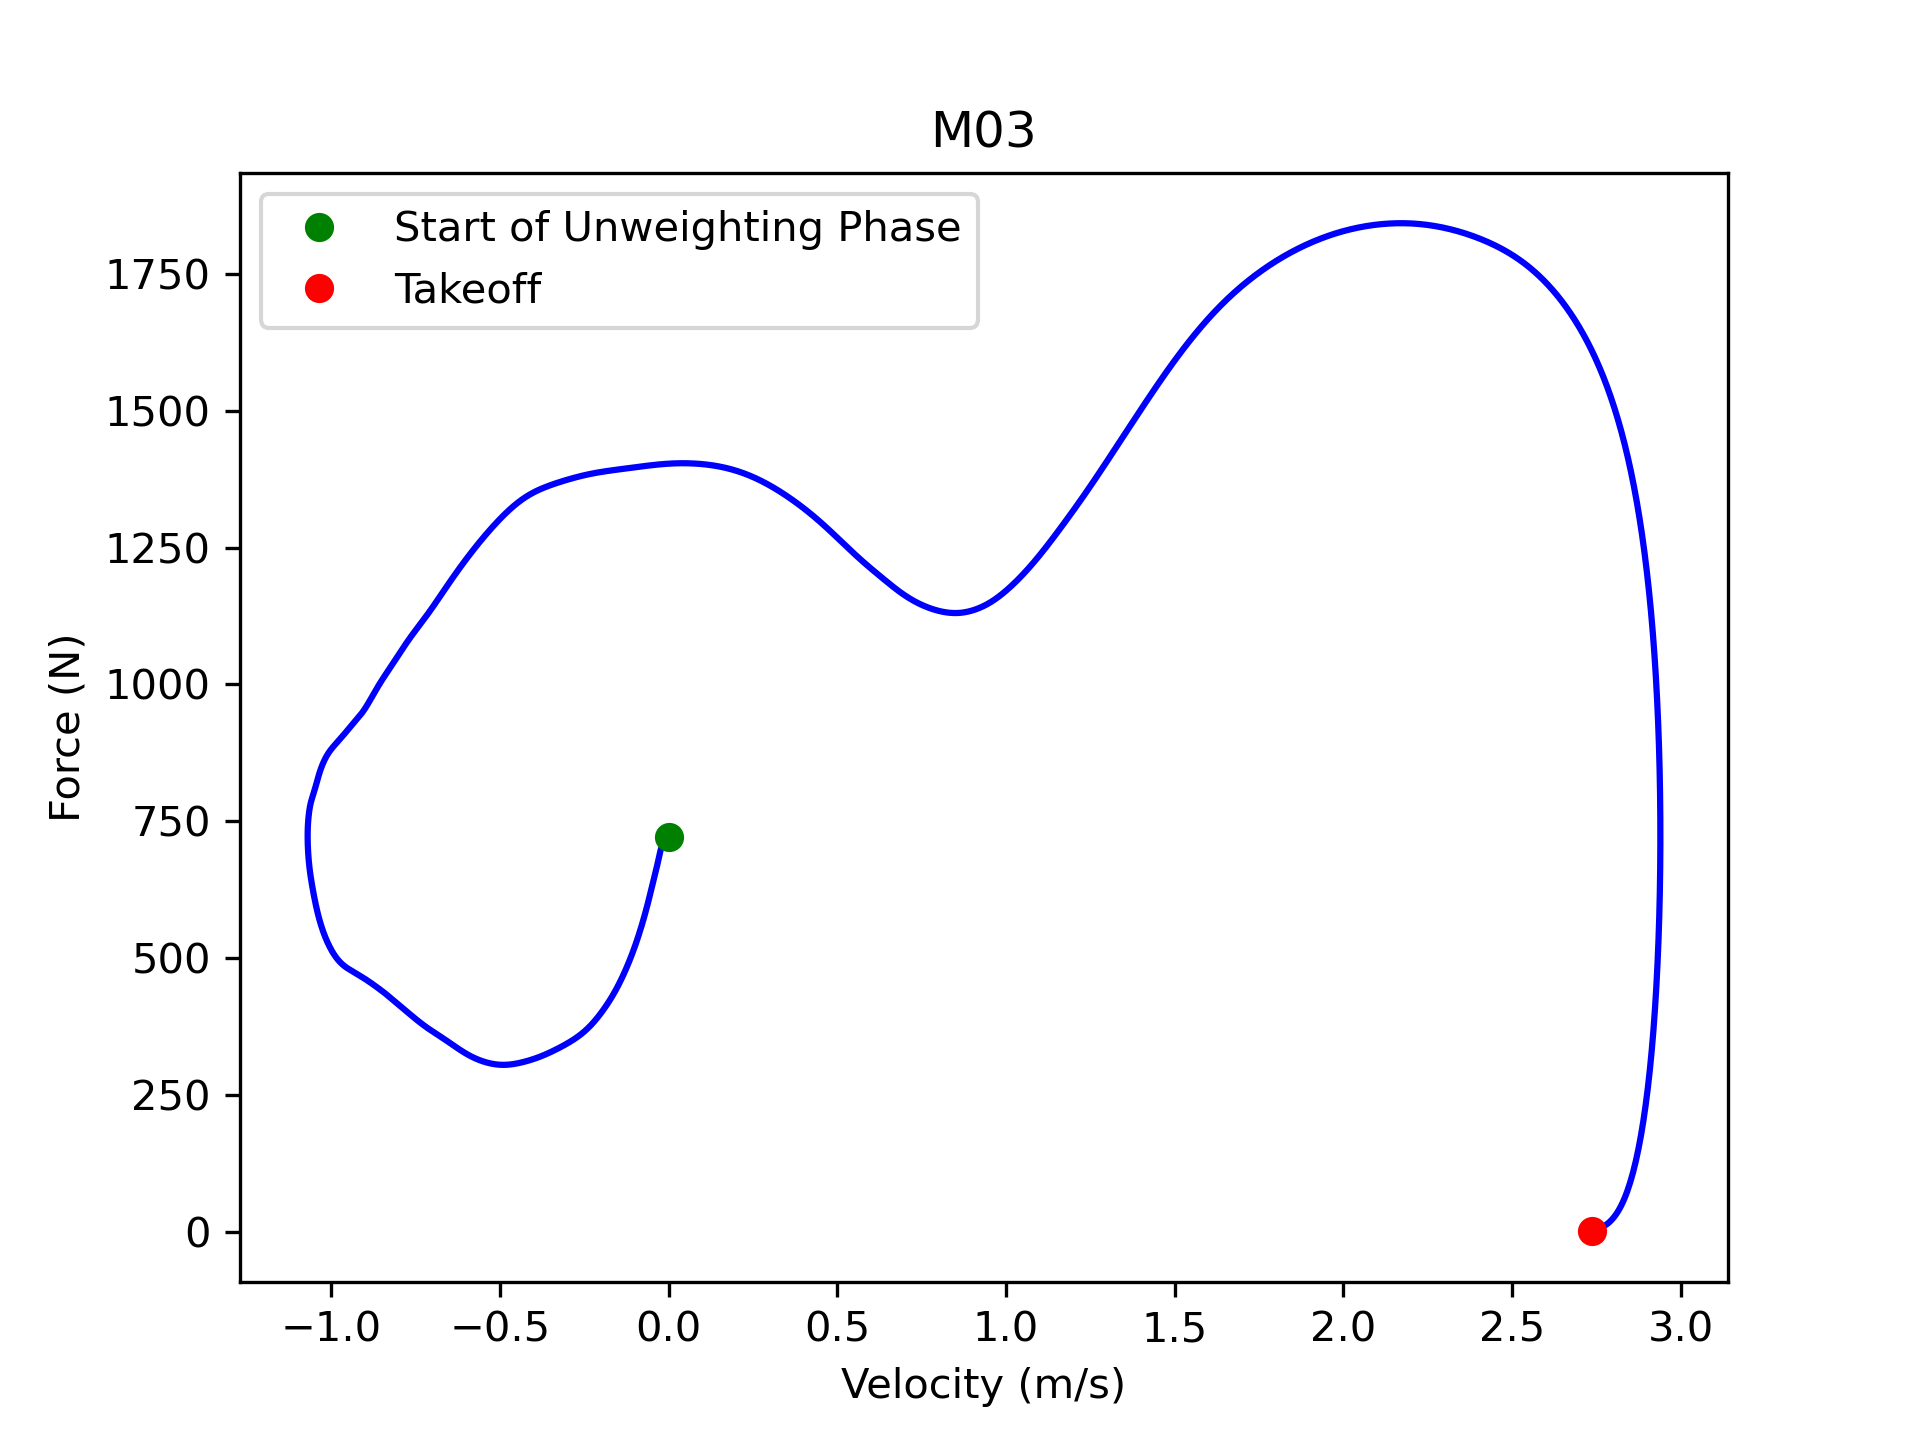 M03
Start of Unweighting Phase
Takeoff
Force (N)
1750
1500
1250
1000
750
500
250
0
−1.0 −0.5 0.0 0.5 1.0 1.5 2.0 2.5 3.0
Velocity (m/s)